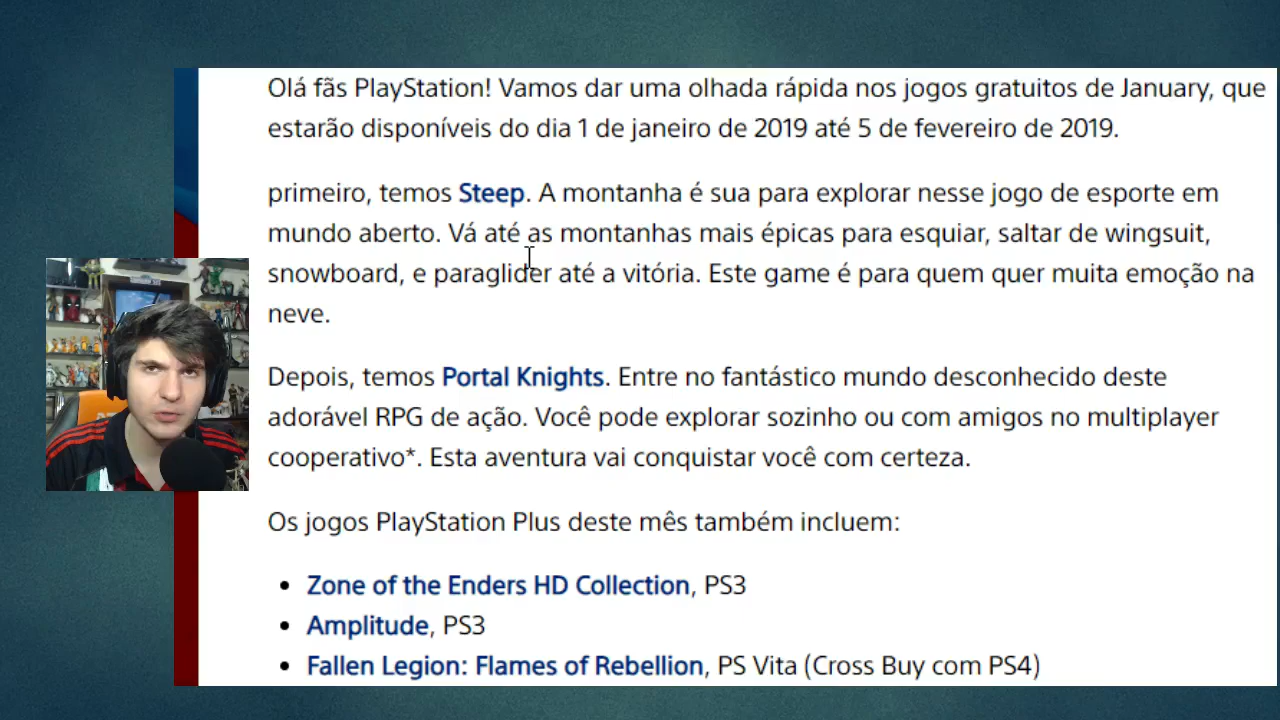 Olá fãs PlayStation! Vamos dar uma olhada rápida nos jogos gratuitos de January, que
estarão disponíveis do dia 1 de janeiro de 2019 até 5 de fevereiro de 2019.
primeiro, temos Steep. A montanha é sua para explorar nesse jogo de esporte em
mundo aberto. Vá até as montanhas mais épicas para esquiar, saltar de wingsuit,
snowboard, e paraglider até a vitória. Este game é para quem quer muita emoção na
neve.
Depois, temos Portal Knights. Entre no fantástico mundo desconhecido deste
adorável RPG de ação. Você pode explorar sozinho ou com amigos no multiplayer
cooperativo*. Esta aventura vai conquistar você com certeza.
Os jogos PlayStation Plus deste mês também incluem:
• Zone of the Enders HD Collection, PS3
• Amplitude, PS3
• Fallen Legion: Flames of Rebellion, PS Vita (Cross Buy com PS4)